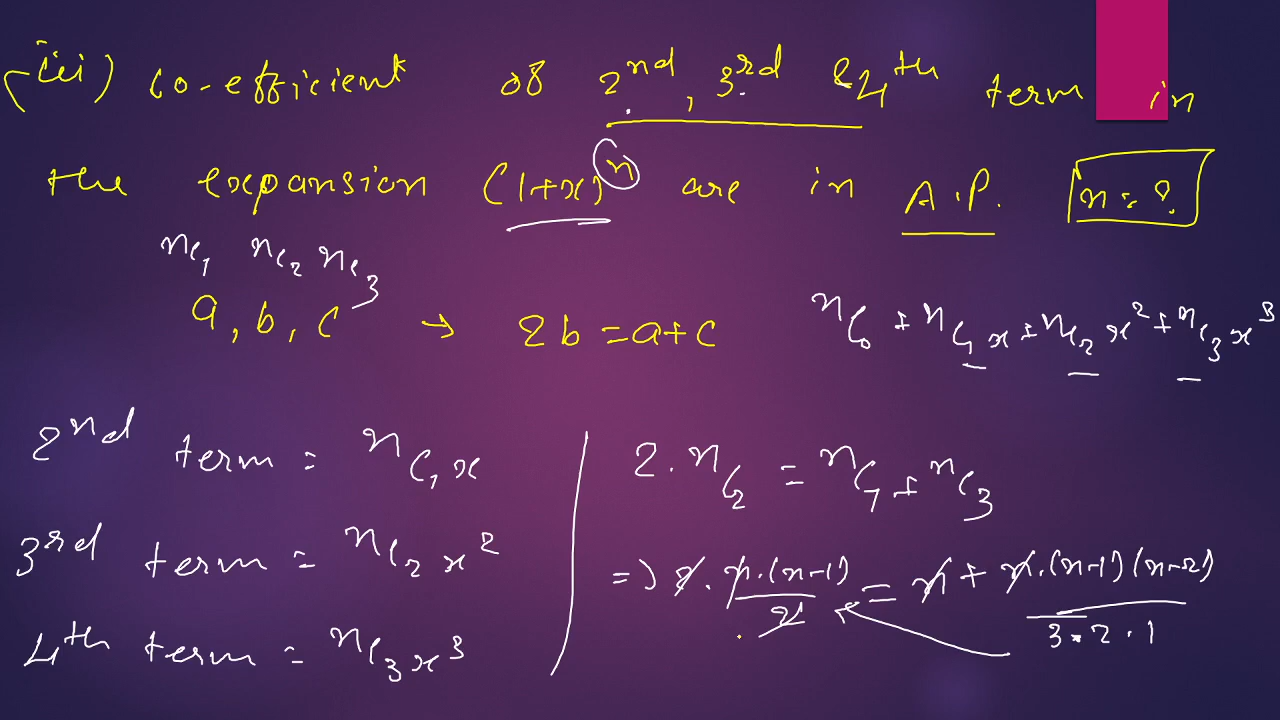 (iii) co-efficient of 2nd, 3rd & 4th term in
the expansion (1+x)^n are in A.P. n = ?
nC1 nC2 nC3
a, b, c → 2b = a+c
nC0 + nC1 x + nC2 x^2 + nC3 x^3
2nd term = nC1 x
3rd term = nC2 x^2
4th term = nC3 x^3
2. nC2 = nC1 + nC3
=> 2. n.(n-1)/2 = n + n.(n-1)(n-2)/3.2.1